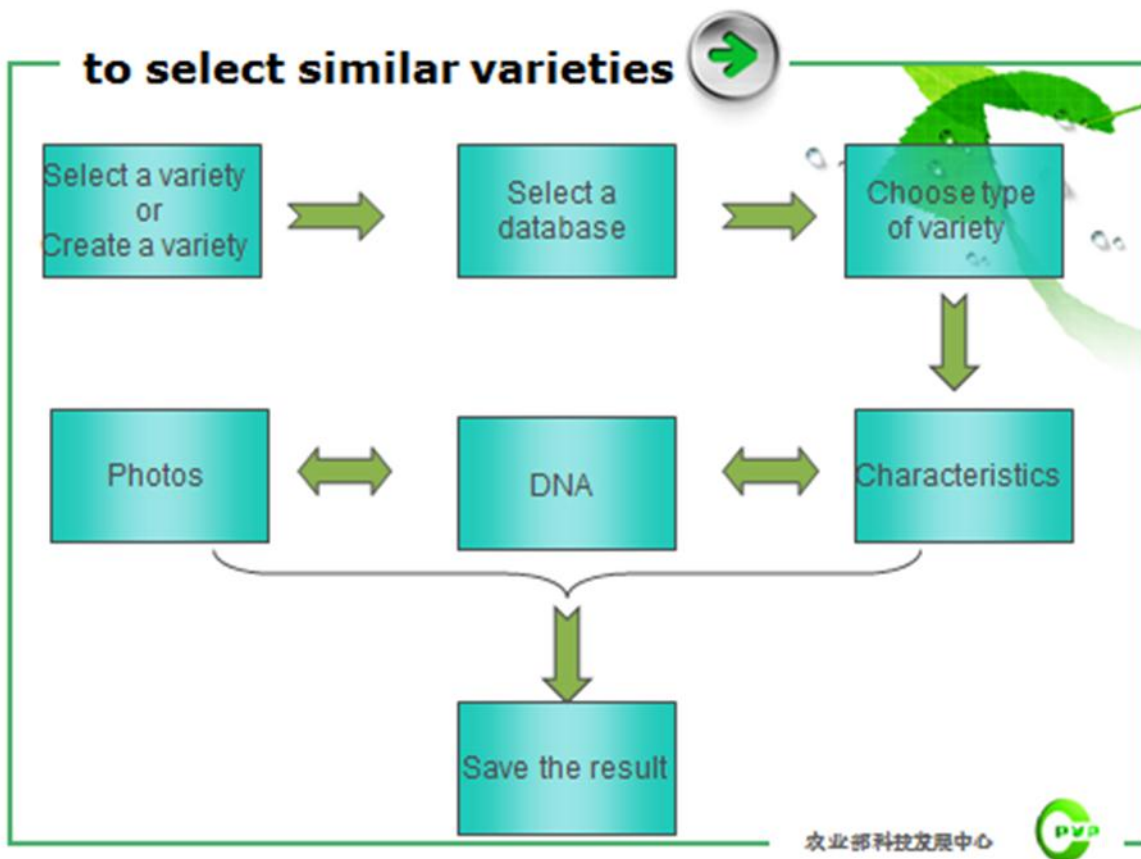 to select similar varieties
Select a variety
or
Create a variety
Select a
database
Choose type
of variety
Photos
DNA
Characteristics
Save the result
农业部科技发展中心
PVP